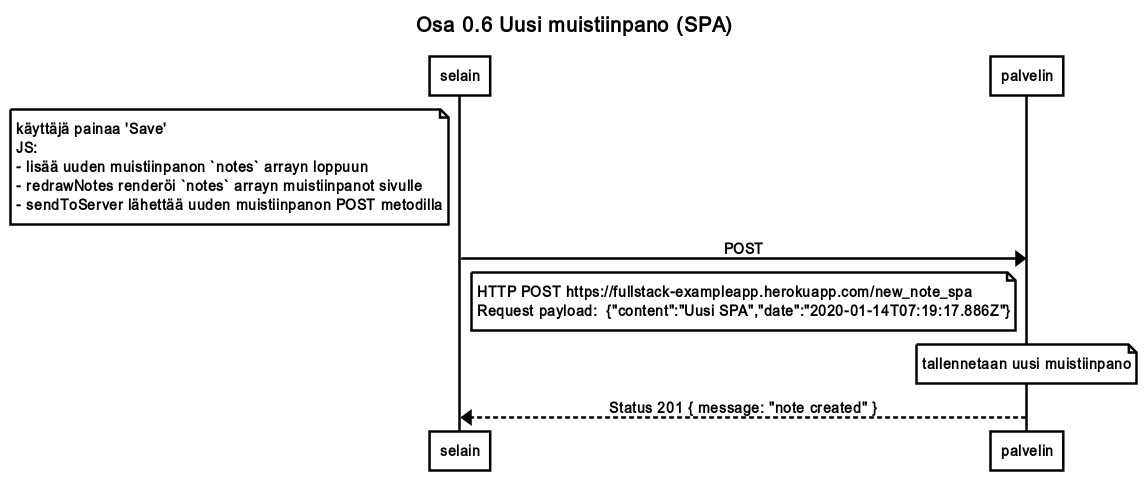 Osa 0.6 Uusi muistiinpano (SPA)
selain
palvelin
käyttäjä painaa 'Save'
JS:
- lisää uuden muistiinpanon `notes` arrayn loppuun
- redrawNotes renderöi `notes` arrayn muistiinpanot sivulle
- sendToServer lähettää uuden muistiinpanon POST metodilla
POST
HTTP POST https://fullstack-exampleapp.herokuapp.com/new_note_spa
Request payload:  {"content":"Uusi SPA","date":"2020-01-14T07:19:17.886Z"}
tallennetaan uusi muistiinpano
Status 201 { message: "note created" }
selain
palvelin